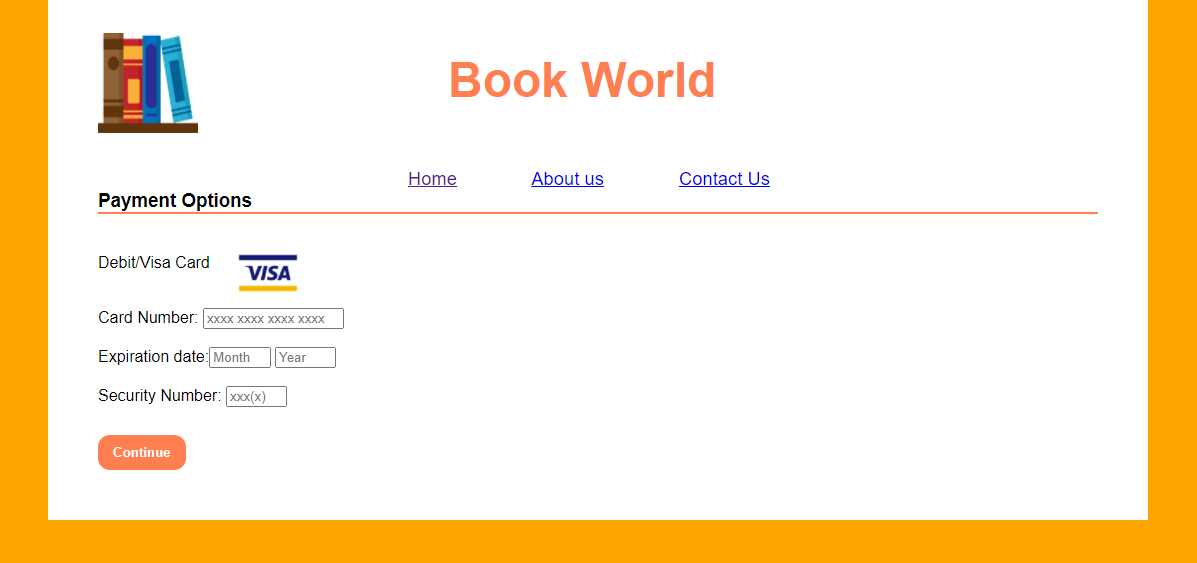 Book World
Home About us Contact Us
Payment Options
Debit/Visa Card VISA
Card Number: xxxx xxxx xxxx xxxx
Expiration date: Month Year
Security Number: xxx(x)
Continue